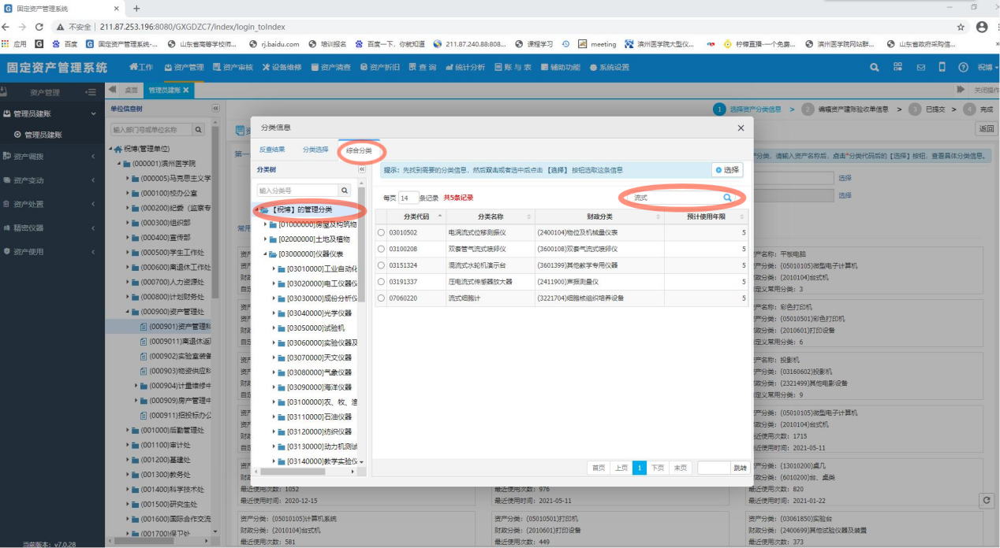 固定资产管理系统
不安全 | 211.87.253.196:8080/GXGDZC7/index/login_toIndex
应用
百度
固定资产管理系统-...
山东省高等学校师...
rj.baidu.com
培训报名
百度一下，你就知道
211.87.240.88:808...
课程学习
meeting
滨州医学院大型仪...
柠檬直播-一个免费...
滨州医学院网站群...
山东省政府采购信...
固定资产管理系统
工作
资产管理
资产审核
设备维修
资产清查
资产折旧
查 询
统计分析
账 与 表
辅助功能
系统设置
祝博
资产管理
桌面
管理员建账
关闭操作
管理员建账
管理员建账
资产调拨
资产变动
资产处置
精密仪器
资产使用
当前版本：v7.0.28
单位信息树
输入部门号或单位名称
祝博(管理单位)
(000001)滨州医学院
(000005)马克思主义学
(000100)校办公室
(000200)纪委（监察专
(000300)组织部
(000400)宣传部
(000500)学生工作处
(000600)离退休工作处
(000700)人力资源处
(000800)计划财务处
(000900)资产管理处
(000901)资产管理科
(0009011)离退休返
(000902)实验室装备
(000903)物资供应科
(000904)计量维修中
(000909)房产管理中
(000911)招投标办公
(001000)后勤管理处
(001100)审计处
(001200)基建处
(001300)教务处
(001400)科学技术处
(001500)研究生处
(001600)国际合作交流
(001700)保卫处
1 选择资产分类信息 > 2 编辑资产建账验收单信息 > 3 已提交 > 4 完成
返回
第一
产分类，请输入资产名称后，点击"分类代码后的【选择】按钮，查看具体分类信息。
选择
选择
常用
分类信息
反查结果
分类选择
综合分类
分类树
输入分类号
【祝博】的管理分类
[01000000]房屋及构筑物
[02000000]土地及植物
[03000000]仪器仪表
[03010000]工业自动化
[03020000]电工仪器仪
[03030000]成份分析仪
[03040000]光学仪器
[03050000]试验机
[03060000]实验仪器及
[03070000]天文仪器
[03080000]气象仪器
[03090000]海洋仪器
[03100000]农、牧、渔
[03110000]石油仪器
[03120000]纺织仪器
[03130000]动力机测试
[03140000]教学实验仪
提示：先找到需要的分类信息，然后双击或者选中后点击 【选择】 按钮选取这条信息
选择
每页 14 条记录 共5条记录
流式
分类代码 分类名称 财政分类 预计使用年限
03010502 电涡流式位移测振仪 (2400104)物位及机械量仪表 5
03100208 双套管气流式喷卵仪 (3600108)双套气流式喷卵仪 5
03151324 混流式水轮机演示台 (3601399)其他教学专用仪器 5
03191337 压电流式传感器放大器 (2411900)声振测量仪 5
07060220 流式细胞计 (3221704)细胞核组织培养设备 5
首页 上页 1 下页 末页 跳转
产名称：平板电脑
产分类：(05010105)微型电子计算机
政分类：(2010104)台式机
定义常用分类：3
产名称：彩色打印机
产分类：(05010501)彩色打印机
政分类：(2010601)打印设备
定义常用分类：6
产名称：投影机
产分类：(03160602)投影机
政分类：(2321499)其他电影设备
定义常用分类：9
产分类：(05010105)微型电子计算机
政分类：(2010104)台式机
近使用次数：1715
近使用时间：2021-05-11
产分类：(13010200)桌几
政分类：(6010200)台、桌类
最近使用次数：1052
最近使用时间：2020-12-15
最近使用次数：976
最近使用时间：2021-05-11
最近使用次数：820
最近使用时间：2021-01-22
资产分类：(05010105)计算机系统
财政分类：(2010104)台式机
最近使用次数：581
资产分类：(05010501)打印机
财政分类：(2010601)打印设备
最近使用次数：449
资产分类：(03061850)实验台
财政分类：(2400699)其他试验仪器及装置
最近使用次数：373